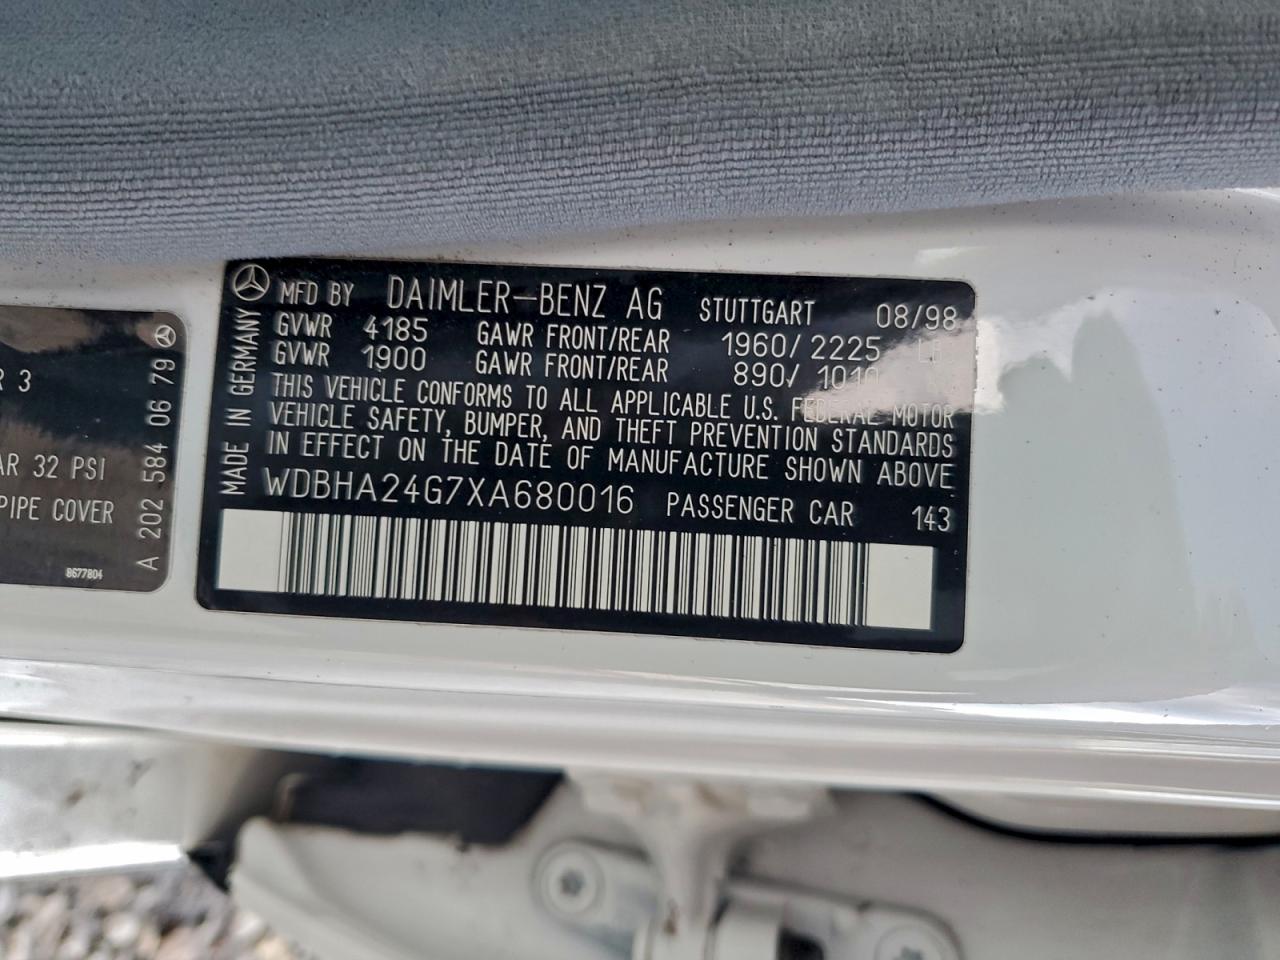 MFD BY DAIMLER-BENZ AG STUTTGART 08/98
GVWR 4185 GAWR FRONT/REAR 1960/2225 LB
GVWR 1900 GAWR FRONT/REAR 890/1010
THIS VEHICLE CONFORMS TO ALL APPLICABLE U.S. FEDERAL MOTOR
VEHICLE SAFETY, BUMPER, AND THEFT PREVENTION STANDARDS
IN EFFECT ON THE DATE OF MANUFACTURE SHOWN ABOVE
WDBHA24G7XA680016 PASSENGER CAR 143
MADE IN GERMANY
R 3
AR 32 PSI
PIPE COVER
8677804
A 202 584 06 79